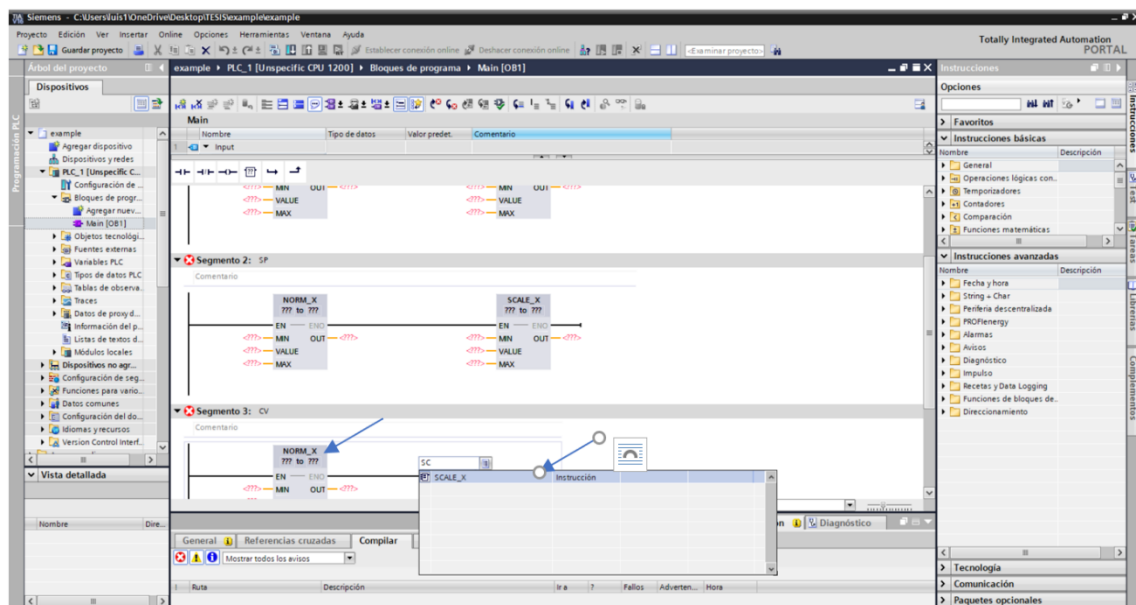 Siemens - C:\Users\luis1\OneDrive\Desktop\TESIS\example\example
Proyecto Edición Ver Insertar Online Opciones Herramientas Ventana Ayuda
Guardar proyecto Establecer conexión online Deshacer conexión online <Examinar proyecto>
Totally Integrated Automation
PORTAL
Árbol del proyecto
Dispositivos
Programación PLC
example
Agregar dispositivo
Dispositivos y redes
PLC_1 [Unspecific C...
Configuración de ...
Bloques de progr...
Agregar nuev...
Main [OB1]
Objetos tecnológi...
Fuentes externas
Variables PLC
Tipos de datos PLC
Tablas de observa...
Traces
Datos de proxy d...
Información del p...
Listas de textos d...
Módulos locales
Dispositivos no agr...
Configuración de seg...
Funciones para vario...
Datos comunes
Configuración del do...
Idiomas y recursos
Version Control Interf...
Vista detallada
Nombre Dire...
example PLC_1 [Unspecific CPU 1200] Bloques de programa Main [OB1]
Main
Nombre Tipo de datos Valor predet. Comentario
1 Input
<???> MIN OUT <???> <???> MIN OUT <???>
<???> VALUE <???> VALUE
<???> MAX <???> MAX
Segmento 2: SP
Comentario
NORM_X SCALE_X
??? to ??? ??? to ???
EN ENO EN ENO
<???> MIN OUT <???> <???> MIN OUT <???>
<???> VALUE <???> VALUE
<???> MAX <???> MAX
Segmento 3: CV
Comentario
NORM_X
??? to ???
EN ENO
<???> MIN OUT <???>
SC
SCALE_X Instrucción
Diagnóstico
General Referencias cruzadas Compilar
Mostrar todos los avisos
! Ruta Descripción Ir a ? Fallos Adverten... Hora
Instrucciones
Opciones
Favoritos
Instrucciones básicas
Nombre Descripción
General
Operaciones lógicas con...
Temporizadores
Contadores
Comparación
Funciones matemáticas
Instrucciones avanzadas
Nombre Descripción
Fecha y hora
String + Char
Periferia descentralizada
PROFIenergy
Alarmas
Avisos
Diagnóstico
Impulso
Recetas y Data Logging
Funciones de bloques de...
Direccionamiento
Tecnología
Comunicación
Paquetes opcionales
Instrucciones
Test
Tareas
Librerías
Complementos